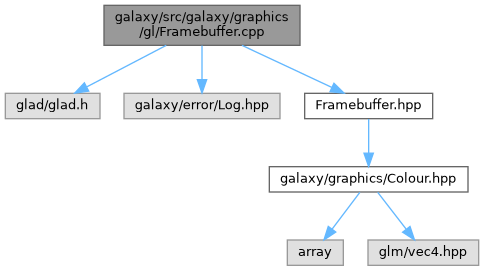 galaxy/src/galaxy/graphics
/gl/Framebuffer.cpp
glad/glad.h
galaxy/error/Log.hpp
Framebuffer.hpp
galaxy/graphics/Colour.hpp
array
glm/vec4.hpp